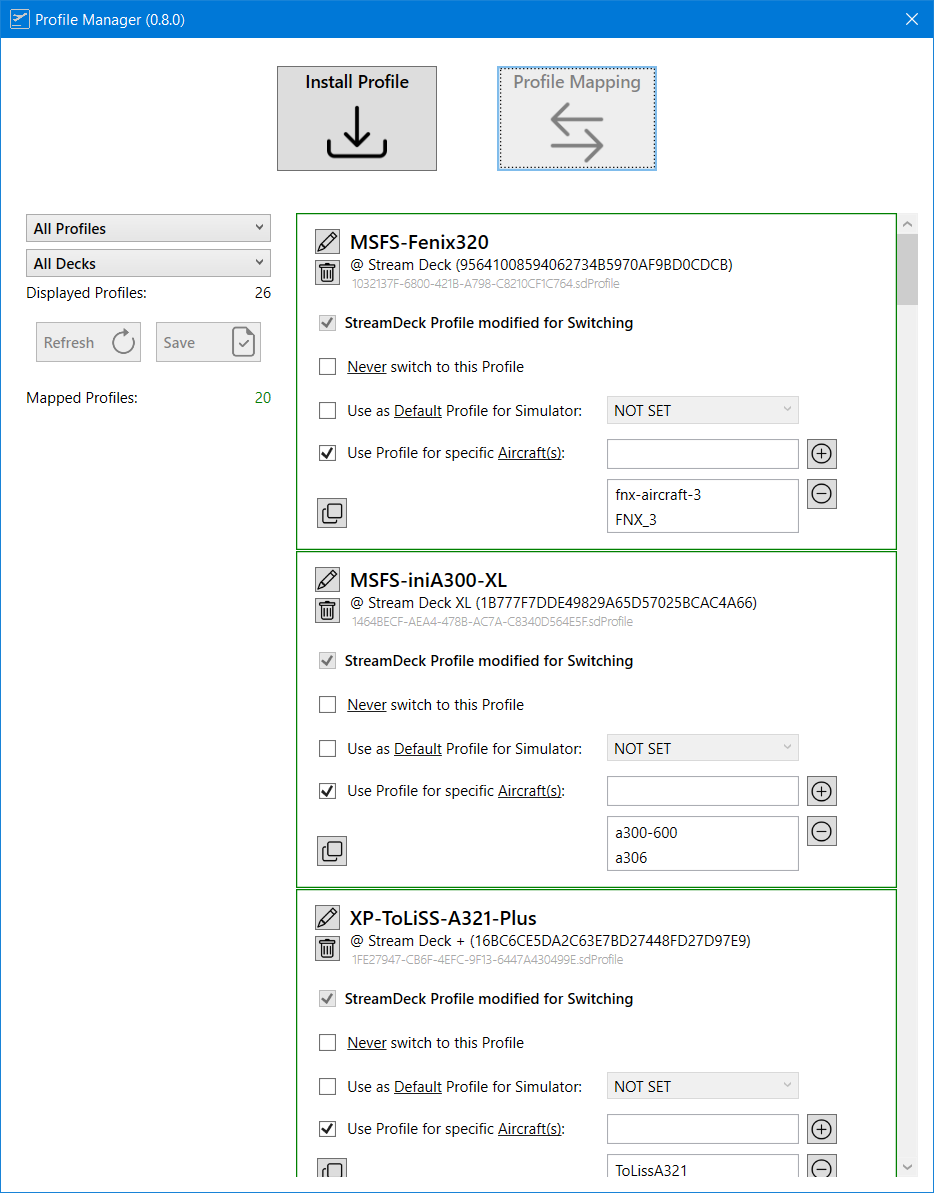 Profile Manager (0.8.0)
Install Profile
Profile Mapping
All Profiles
All Decks
Displayed Profiles: 26
Refresh
Save
Mapped Profiles: 20
MSFS-Fenix320
@ Stream Deck (95641008594062734B5970AF9BD0CDCB)
1032137F-6800-421B-A798-C8210CF1C764.sdProfile
StreamDeck Profile modified for Switching
Never switch to this Profile
Use as Default Profile for Simulator: NOT SET
Use Profile for specific Aircraft(s):
fnx-aircraft-3
FNX_3
MSFS-iniA300-XL
@ Stream Deck XL (1B777F7DDE49829A65D57025BCAC4A66)
1464BECF-AEA4-478B-AC7A-C8340D564E5F.sdProfile
StreamDeck Profile modified for Switching
Never switch to this Profile
Use as Default Profile for Simulator: NOT SET
Use Profile for specific Aircraft(s):
a300-600
a306
XP-ToLiSS-A321-Plus
@ Stream Deck + (16BC6CE5DA2C63E7BD27448FD27D97E9)
1FE27947-CB6F-4EFC-9F13-6447A430499E.sdProfile
StreamDeck Profile modified for Switching
Never switch to this Profile
Use as Default Profile for Simulator: NOT SET
Use Profile for specific Aircraft(s):
ToLissA321